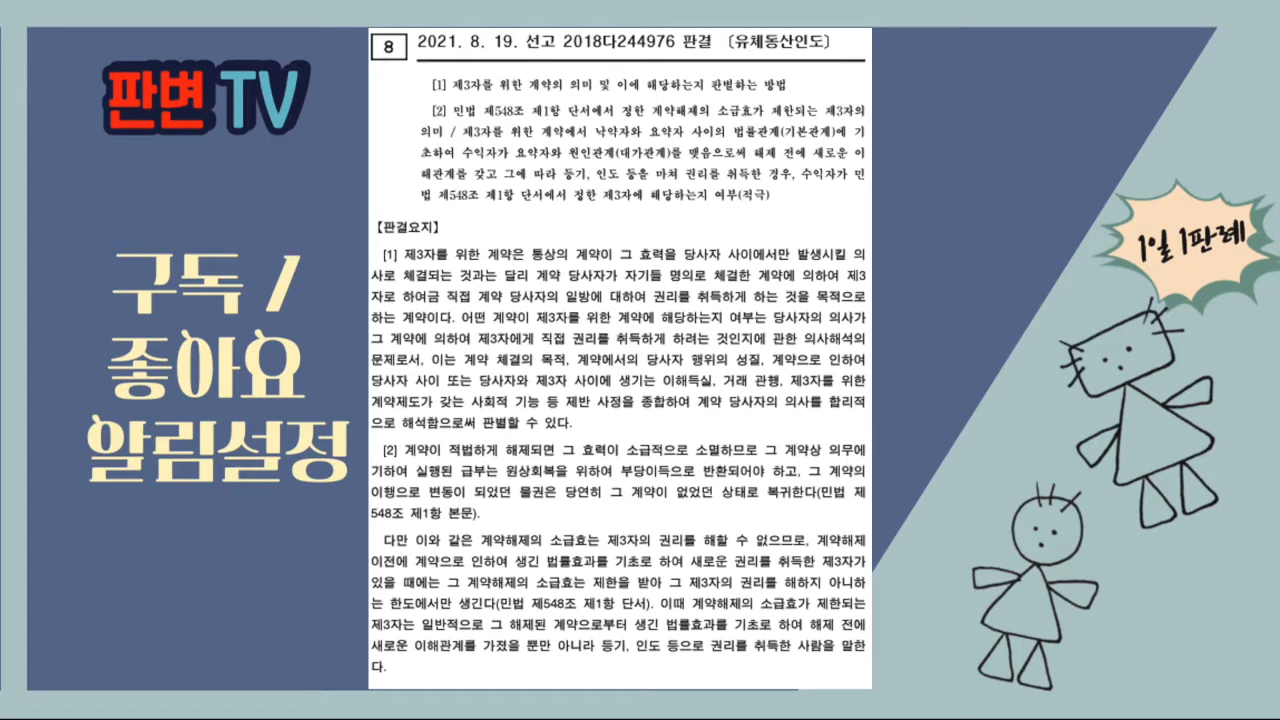 판변 TV
구독 /
좋아요
알림설정
8 2021. 8. 19. 선고 2018다244976 판결 〔유체동산인도〕
[1] 제3자를 위한 계약의 의미 및 이에 해당하는지 판별하는 방법
[2] 민법 제548조 제1항 단서에서 정한 계약해제의 소급효가 제한되는 제3자의
의미 / 제3자를 위한 계약에서 낙약자와 요약자 사이의 법률관계(기본관계)에 기
초하여 수익자가 요약자와 원인관계(대가관계)를 맺음으로써 해제 전에 새로운 이
해관계를 갖고 그에 따라 등기, 인도 등을 마쳐 권리를 취득한 경우, 수익자가 민
법 제548조 제1항 단서에서 정한 제3자에 해당하는지 여부(적극)
【판결요지】
[1] 제3자를 위한 계약은 통상의 계약이 그 효력을 당사자 사이에서만 발생시킬 의
사로 체결되는 것과는 달리 계약 당사자가 자기들 명의로 체결한 계약에 의하여 제3
자로 하여금 직접 계약 당사자의 일방에 대하여 권리를 취득하게 하는 것을 목적으로
하는 계약이다. 어떤 계약이 제3자를 위한 계약에 해당하는지 여부는 당사자의 의사가
그 계약에 의하여 제3자에게 직접 권리를 취득하게 하려는 것인지에 관한 의사해석의
문제로서, 이는 계약 체결의 목적, 계약에서의 당사자 행위의 성질, 계약으로 인하여
당사자 사이 또는 당사자와 제3자 사이에 생기는 이해득실, 거래 관행, 제3자를 위한
계약제도가 갖는 사회적 기능 등 제반 사정을 종합하여 계약 당사자의 의사를 합리적
으로 해석함으로써 판별할 수 있다.
[2] 계약이 적법하게 해제되면 그 효력이 소급적으로 소멸하므로 그 계약상 의무에
기하여 실행된 급부는 원상회복을 위하여 부당이득으로 반환되어야 하고, 그 계약의
이행으로 변동이 되었던 물권은 당연히 그 계약이 없었던 상태로 복귀한다(민법 제
548조 제1항 본문).
다만 이와 같은 계약해제의 소급효는 제3자의 권리를 해할 수 없으므로, 계약해제
이전에 계약으로 인하여 생긴 법률효과를 기초로 하여 새로운 권리를 취득한 제3자가
있을 때에는 그 계약해제의 소급효는 제한을 받아 그 제3자의 권리를 해하지 아니하
는 한도에서만 생긴다(민법 제548조 제1항 단서). 이때 계약해제의 소급효가 제한되는
제3자는 일반적으로 그 해제된 계약으로부터 생긴 법률효과를 기초로 하여 해제 전에
새로운 이해관계를 가졌을 뿐만 아니라 등기, 인도 등으로 권리를 취득한 사람을 말한
다.
1일 1판례